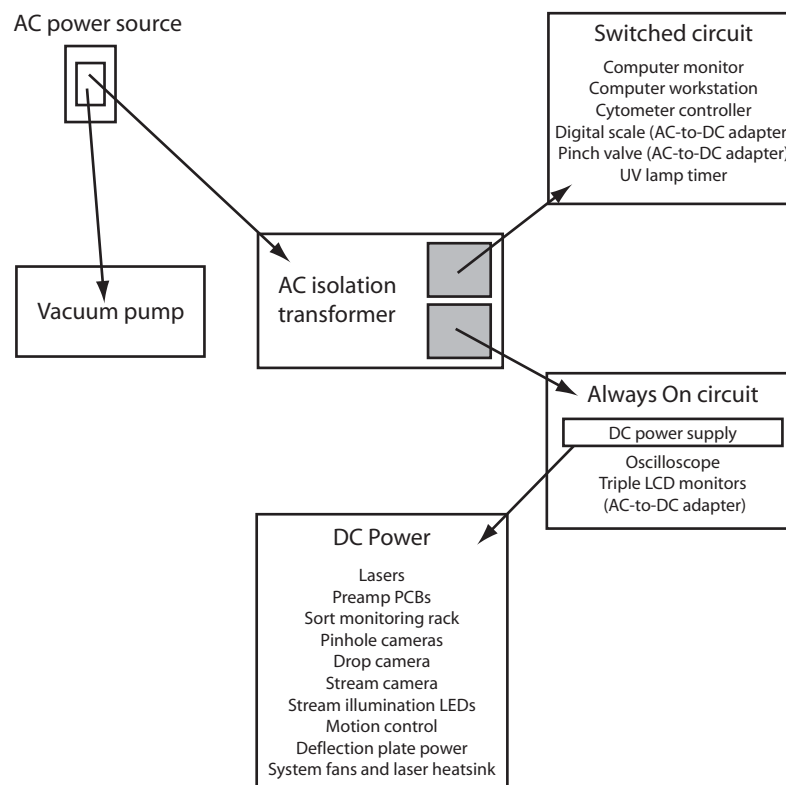 AC power source
Switched circuit
Computer monitor
Computer workstation
Cytometer controller
Digital scale (AC-to-DC adapter
Pinch valve (AC-to-DC adapter)
UV lamp timer
AC isolation
transformer
Vacuum pump
Always On circuit
DC power supply
Oscilloscope
Triple LCD monitors
(AC-to-DC adapter)
DC Power
Lasers
Preamp PCBs
Sort monitoring rack
Pinhole cameras
Drop camera
Stream camera
Stream illumination LEDs
Motion control
Deflection plate power
System fans and laser heatsink